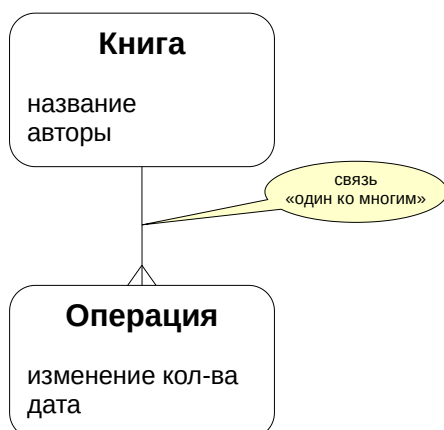 Книга
название
авторы
связь
«один ко многим»
Операция
изменение кол-ва
дата